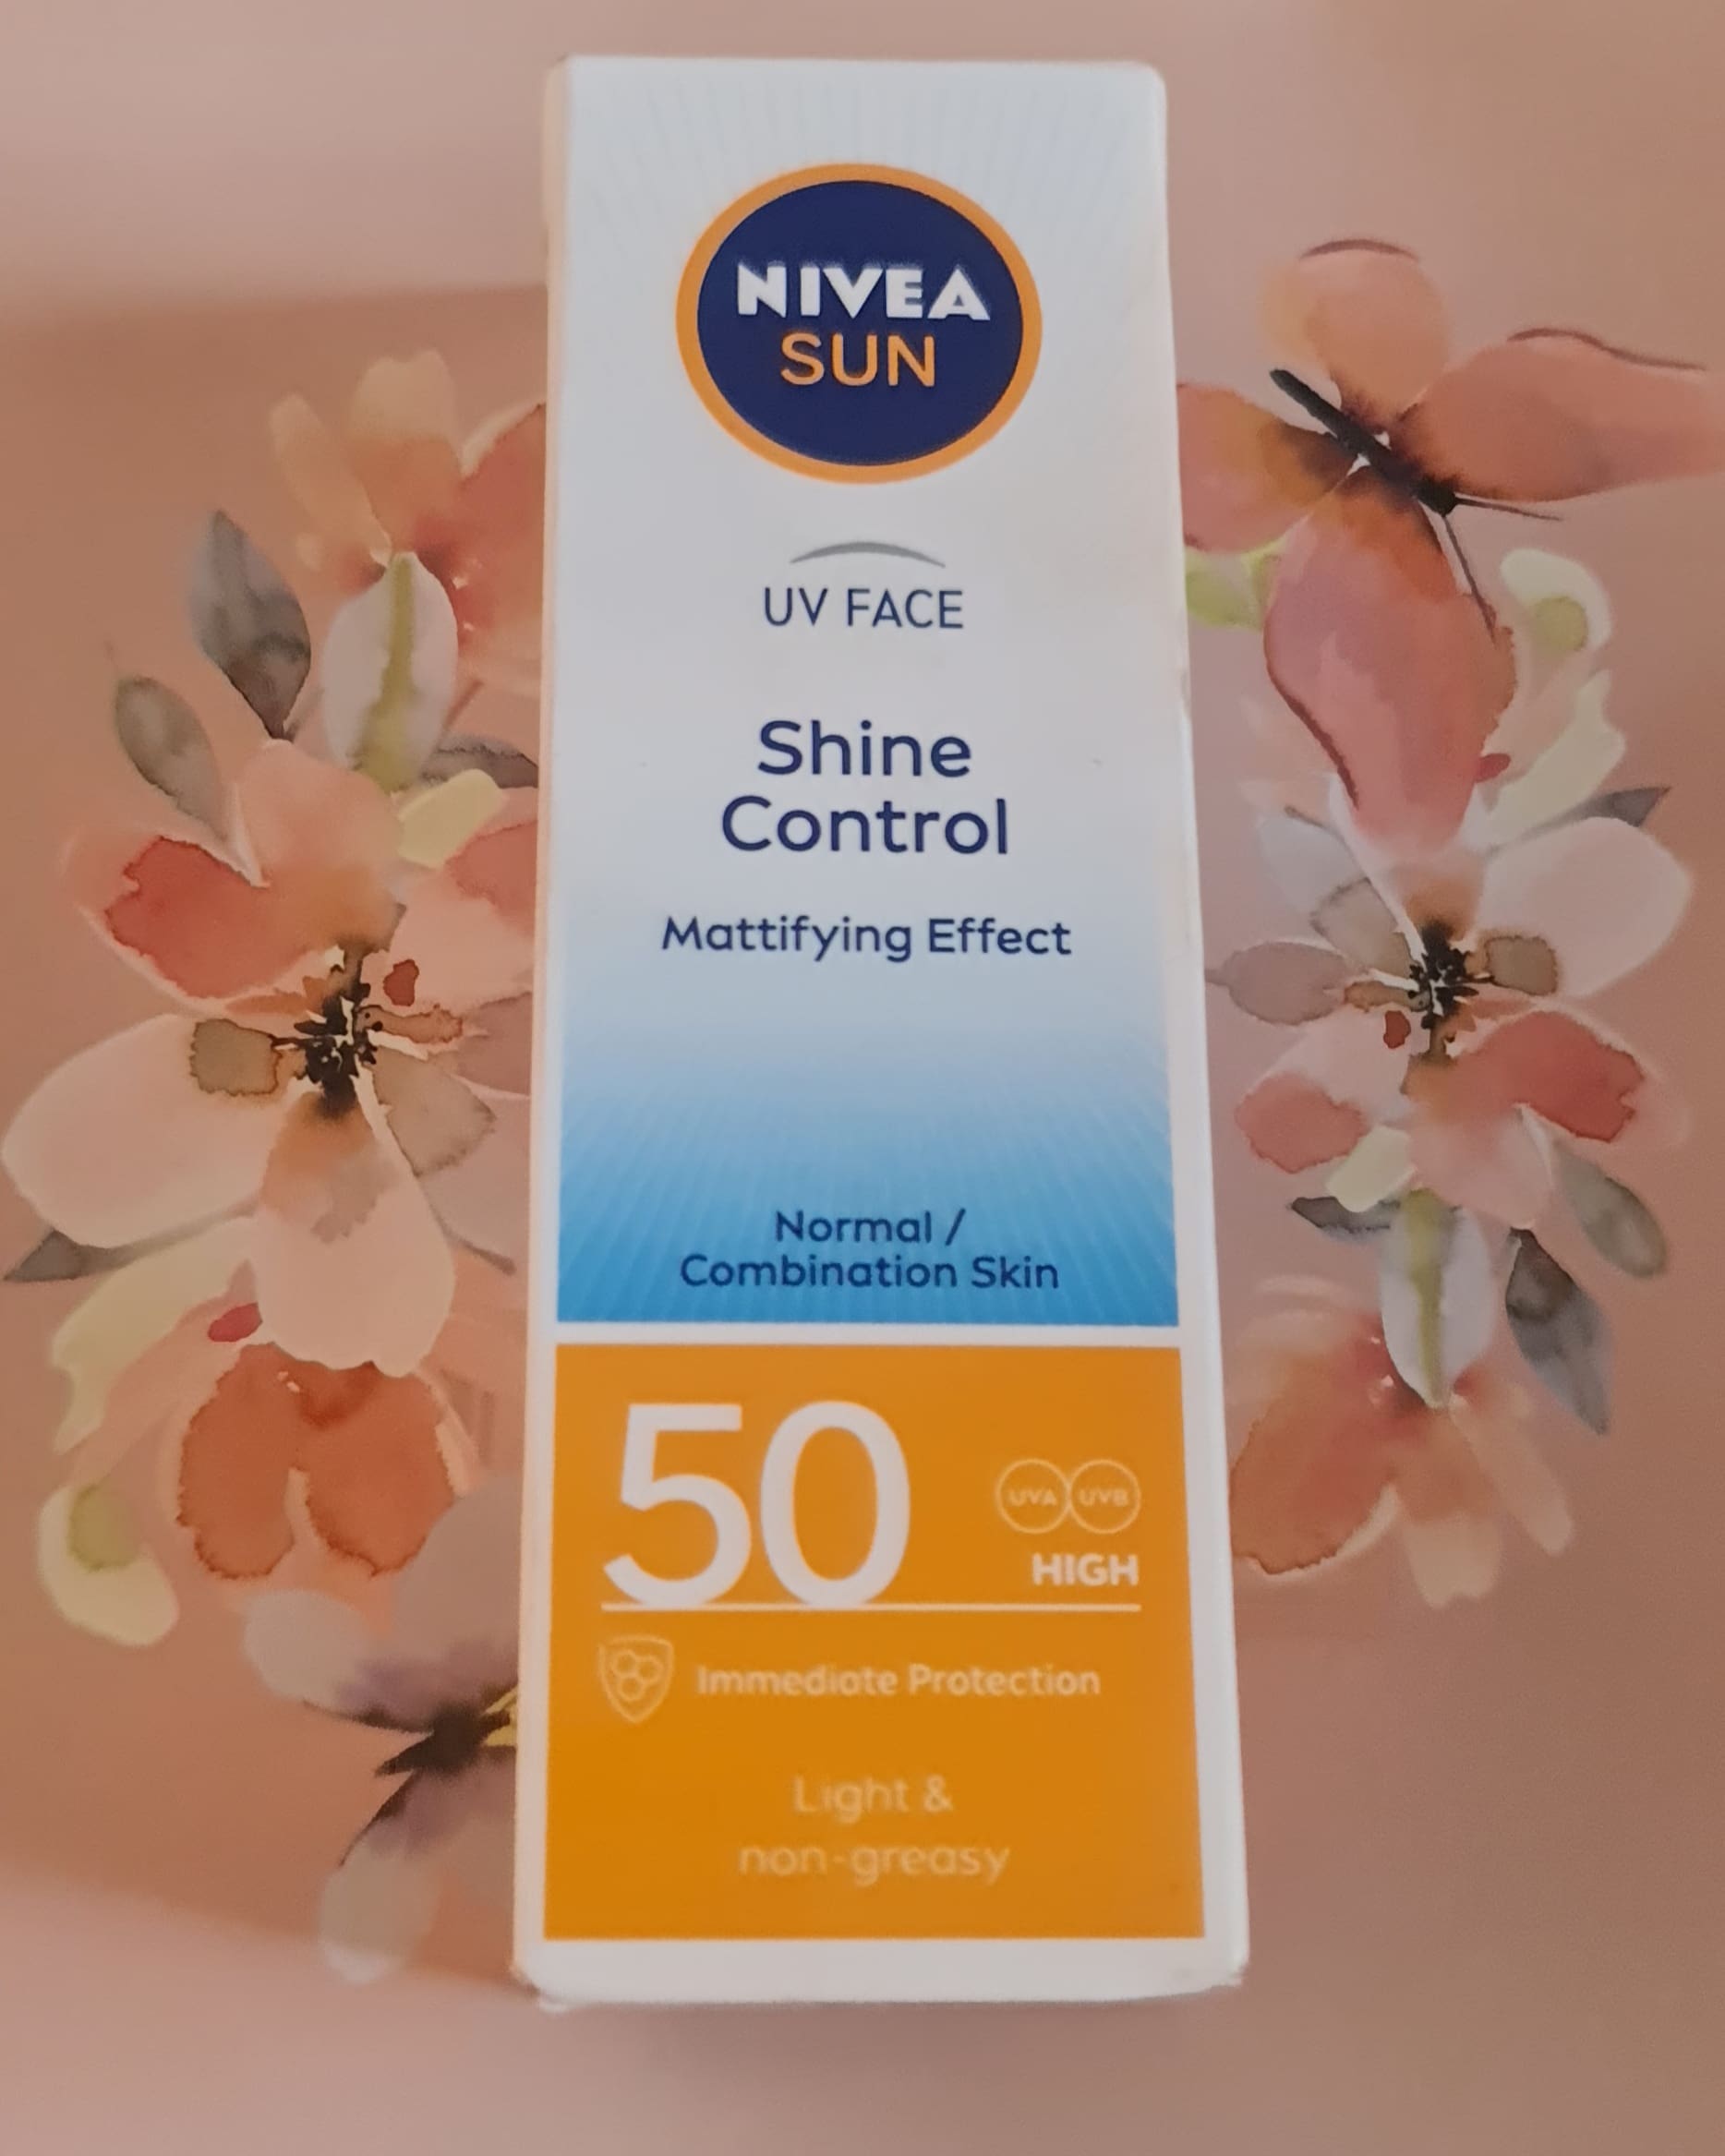 NIVEA
SUN
UV FACE
Shine
Control
Mattifying Effect
Normal /
Combination Skin
50
UVA UVB
HIGH
Immediate Protection
Light &
non-greasy